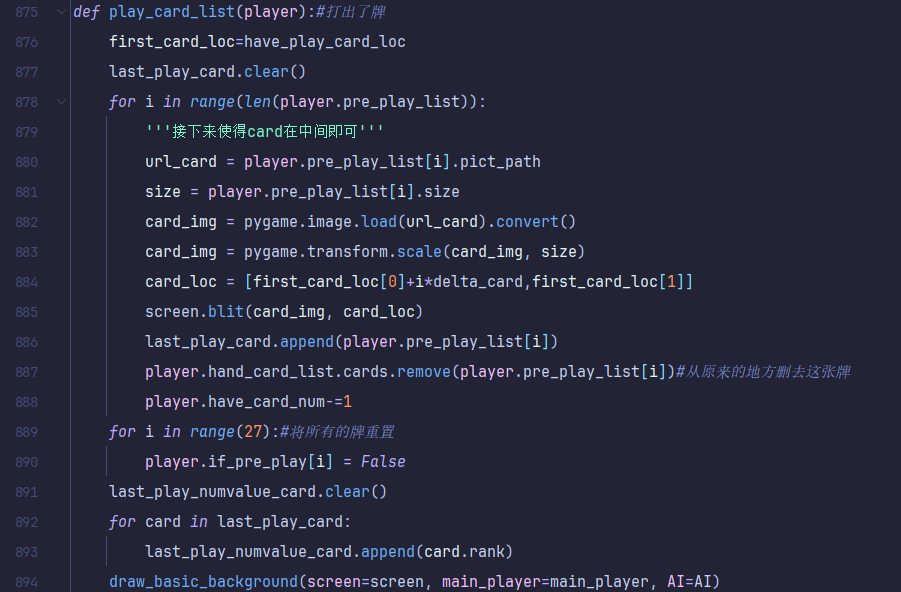 875 def play_card_list(player):#打出了牌
876 first_card_loc=have_play_card_loc
877 last_play_card.clear()
878 for i in range(len(player.pre_play_list)):
879 '''接下来使得card在中间即可'''
880 url_card = player.pre_play_list[i].pict_path
881 size = player.pre_play_list[i].size
882 card_img = pygame.image.load(url_card).convert()
883 card_img = pygame.transform.scale(card_img, size)
884 card_loc = [first_card_loc[0]+i*delta_card,first_card_loc[1]]
885 screen.blit(card_img, card_loc)
886 last_play_card.append(player.pre_play_list[i])
887 player.hand_card_list.cards.remove(player.pre_play_list[i])#从原来的地方删去这张牌
888 player.have_card_num-=1
889 for i in range(27):#将所有的牌重置
890 player.if_pre_play[i] = False
891 last_play_numvalue_card.clear()
892 for card in last_play_card:
893 last_play_numvalue_card.append(card.rank)
894 draw_basic_background(screen=screen, main_player=main_player, AI=AI)